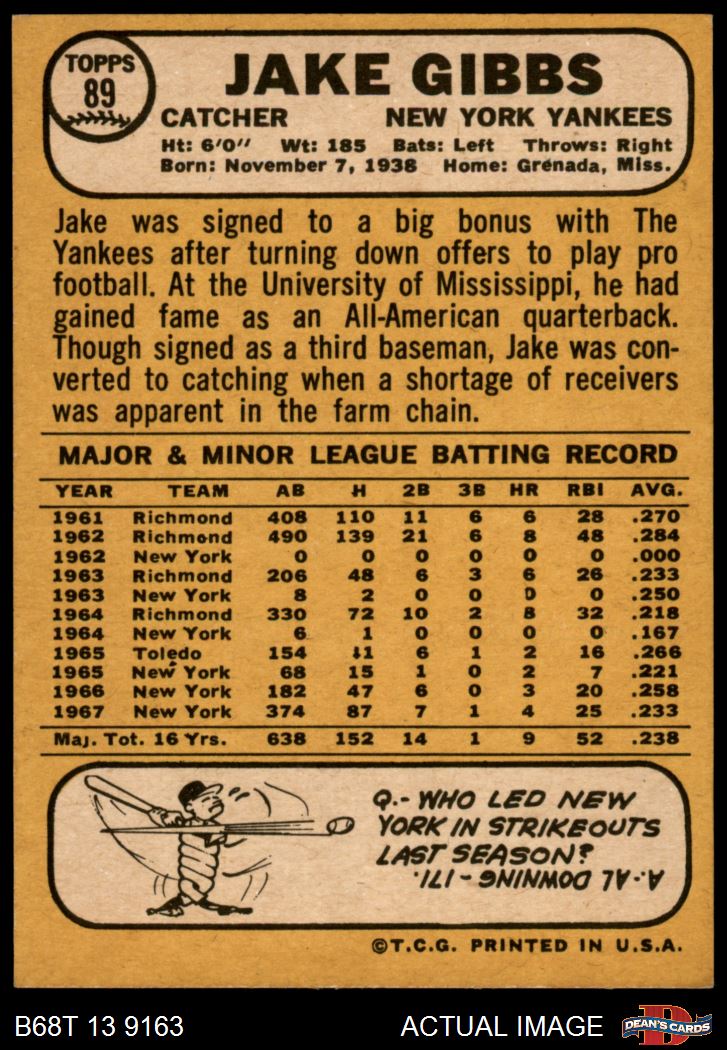 TOPPS
89
JAKE GIBBS
CATCHER NEW YORK YANKEES
Ht: 6'0" Wt: 185 Bats: Left Throws: Right
Born: November 7, 1938 Home: Grenada, Miss.
Jake was signed to a big bonus with The
Yankees after turning down offers to play pro
football. At the University of Mississippi, he had
gained fame as an All-American quarterback.
Though signed as a third baseman, Jake was con-
verted to catching when a shortage of receivers
was apparent in the farm chain.
MAJOR & MINOR LEAGUE BATTING RECORD
YEAR TEAM AB H 2B 3B HR RBI AVG.
1961 Richmond 408 110 11 6 6 28 .270
1962 Richmond 490 139 21 6 8 48 .284
1962 New York 0 0 0 0 0 0 .000
1963 Richmond 206 48 6 3 6 26 .233
1963 New York 8 2 0 0 0 0 .250
1964 Richmond 330 72 10 2 8 32 .218
1964 New York 6 1 0 0 0 0 .167
1965 Toledo 154 41 6 1 2 16 .266
1965 New York 68 15 1 0 2 7 .221
1966 New York 182 47 6 0 3 20 .258
1967 New York 374 87 7 1 4 25 .233
Maj. Tot. 16 Yrs. 638 152 14 1 9 52 .238
Q.- WHO LED NEW
YORK IN STRIKEOUTS
LAST SEASON?
A.- AL DOWNING - 171.
©T.C.G. PRINTED IN U.S.A.
B68T 13 9163 ACTUAL IMAGE
D
DEAN'S CARDS